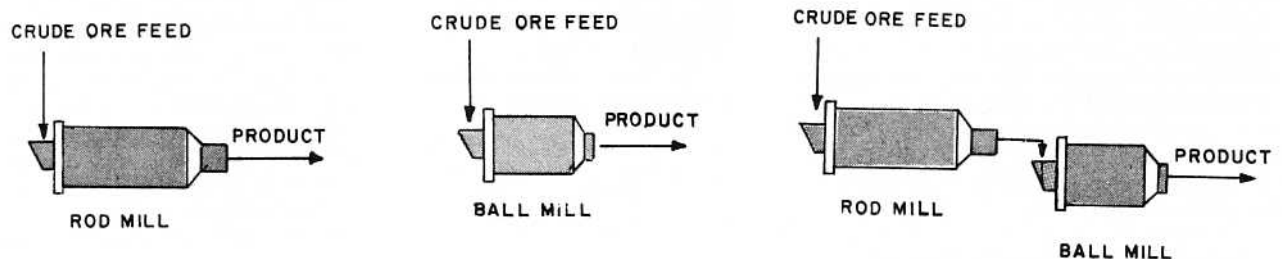 CRUDE ORE FEED
PRODUCT
ROD MILL
CRUDE ORE FEED
PRODUCT
BALL MiLL
CRUDE ORE FEED
ROD MILL
PRODUCT
BALL MILL